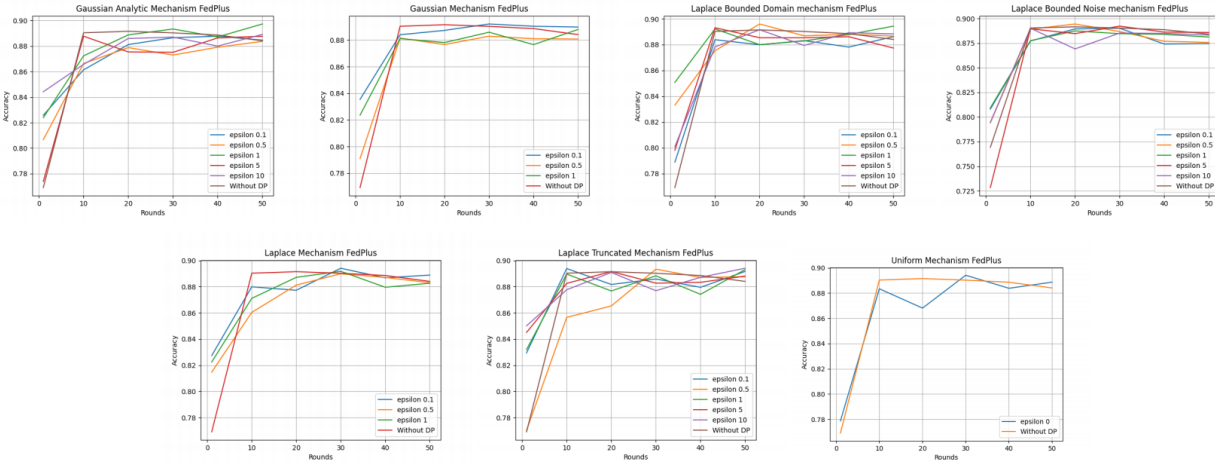 Gaussian Analytic Mechanism FedPlus
Accuracy
0.90
0.88
0.86
0.84
0.82
0.80
0.78
0 10 20 30 40 50
Rounds
epsilon 0.1
epsilon 0.5
epsilon 1
epsilon 5
epsilon 10
Without DP
Gaussian Mechanism FedPlus
Accuracy
0.88
0.86
0.84
0.82
0.80
0.78
0 10 20 30 40 50
Rounds
epsilon 0.1
epsilon 0.5
epsilon 1
Without DP
Laplace Bounded Domain mechanism FedPlus
Accuracy
0.90
0.88
0.86
0.84
0.82
0.80
0.78
0 10 20 30 40 50
Rounds
epsilon 0.1
epsilon 0.5
epsilon 1
epsilon 5
epsilon 10
Without DP
Laplace Bounded Noise mechanism FedPlus
Accuracy
0.900
0.875
0.850
0.825
0.800
0.775
0.750
0.725
0 10 20 30 40 50
Rounds
epsilon 0.1
epsilon 0.5
epsilon 1
epsilon 5
epsilon 10
Without DP
Laplace Mechanism FedPlus
Accuracy
0.90
0.88
0.86
0.84
0.82
0.80
0.78
0 10 20 30 40 50
Rounds
epsilon 0.1
epsilon 0.5
epsilon 1
Without DP
Laplace Truncated Mechanism FedPlus
Accuracy
0.90
0.88
0.86
0.84
0.82
0.80
0.78
0 10 20 30 40 50
Rounds
epsilon 0.1
epsilon 0.5
epsilon 1
epsilon 5
epsilon 10
Without DP
Uniform Mechanism FedPlus
Accuracy
0.90
0.88
0.86
0.84
0.82
0.80
0.78
0 10 20 30 40 50
Rounds
epsilon 0
Without DP